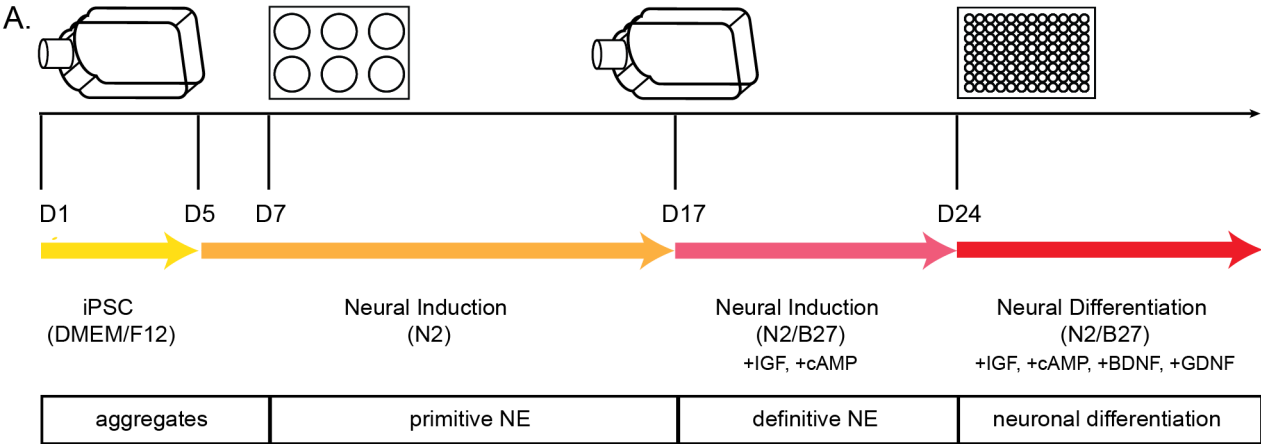 A.
D1
D5
D7
D17
D24
iPSC
(DMEM/F12)
Neural Induction
(N2)
Neural Induction
(N2/B27)
+IGF, +cAMP
Neural Differentiation
(N2/B27)
+IGF, +cAMP, +BDNF, +GDNF
aggregates
primitive NE
definitive NE
neuronal differentiation